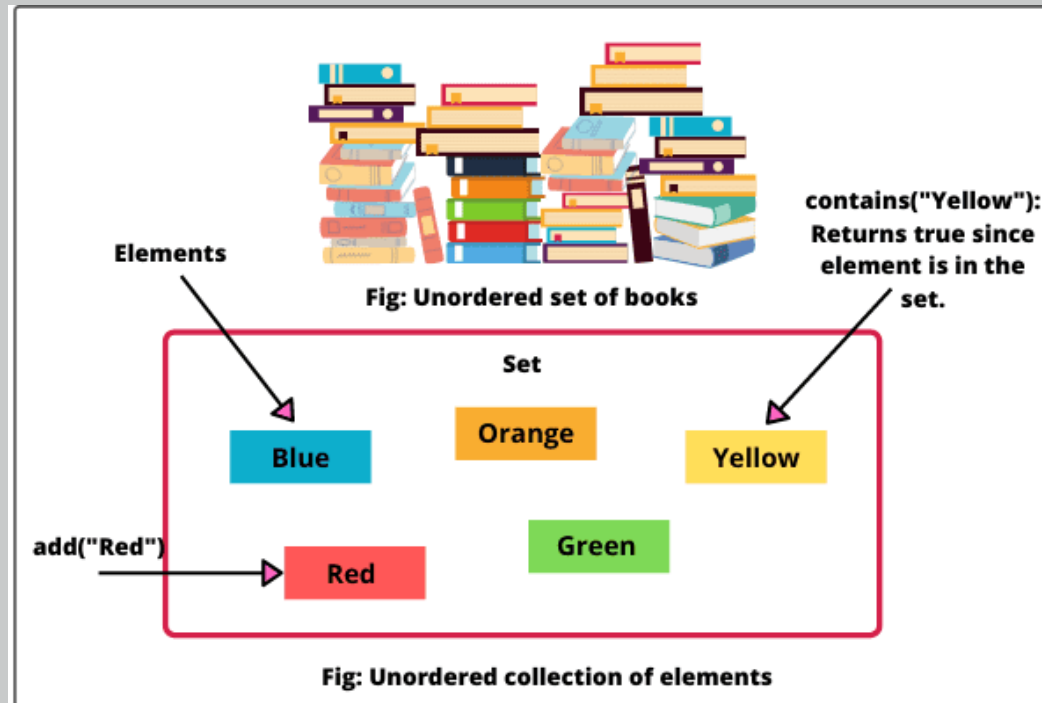 Elements
contains("Yellow"):
Returns true since
element is in the
set.
Fig: Unordered set of books
Set
Blue
Orange
Yellow
add("Red")
Red
Green
Fig: Unordered collection of elements